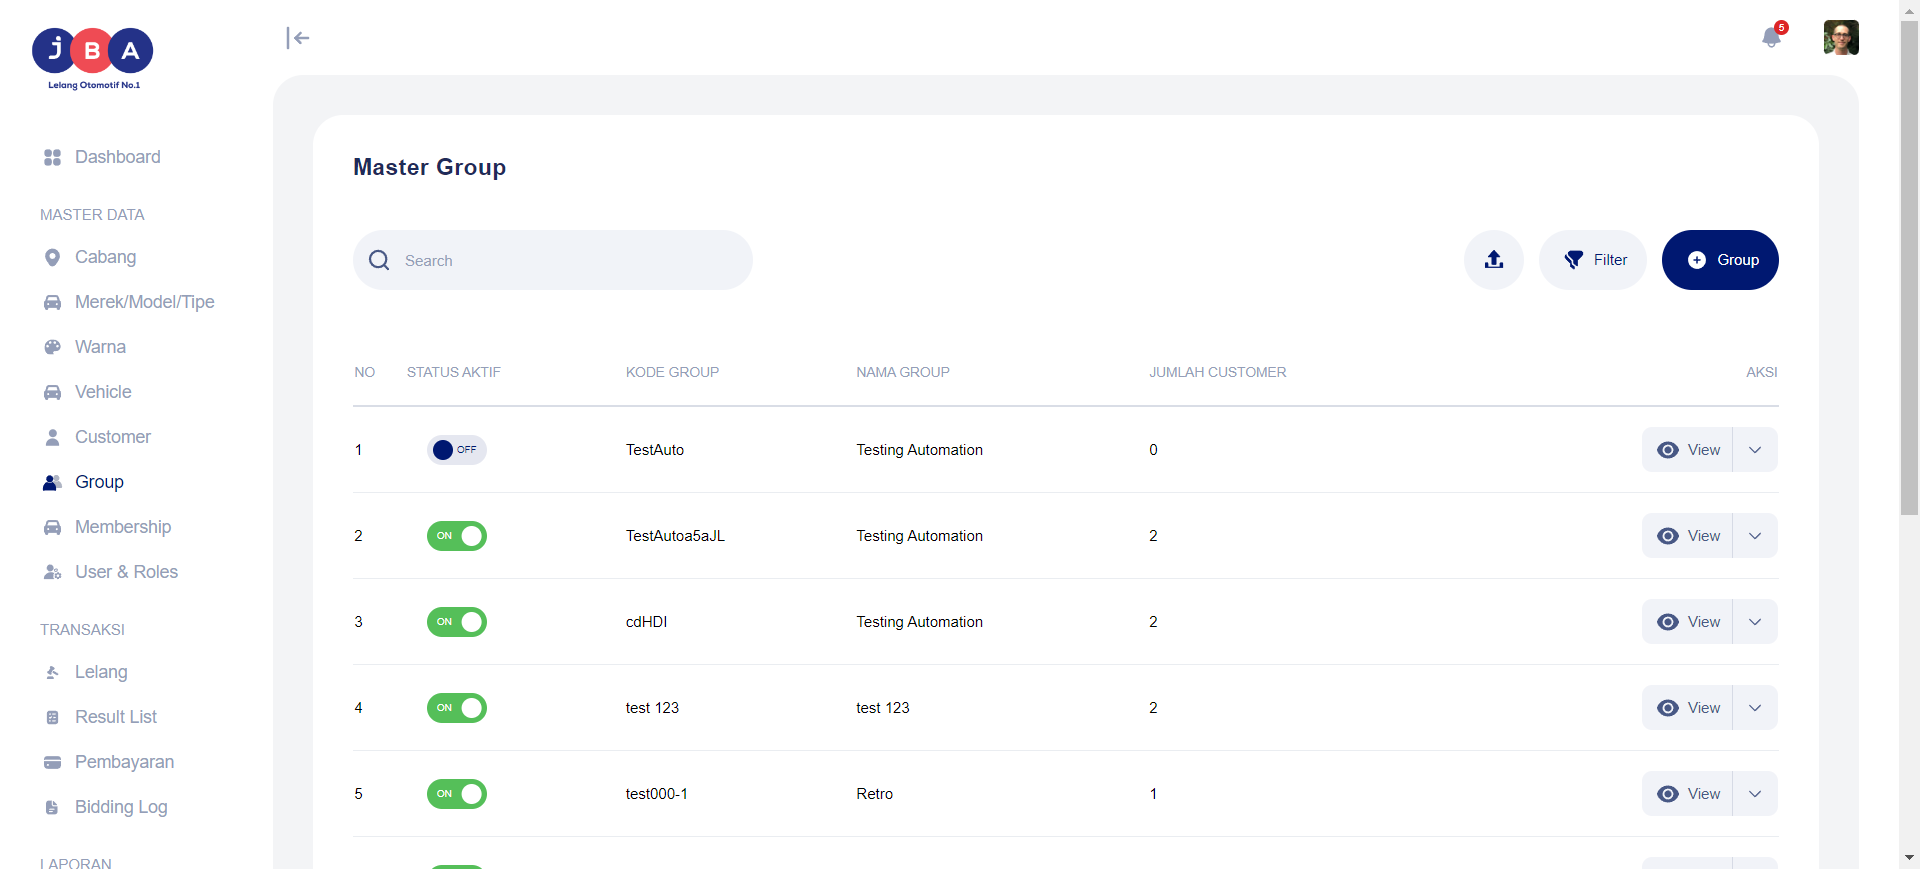 JBA
Lelang Otomotif No.1
5
Dashboard
MASTER DATA
Cabang
Merek/Model/Tipe
Warna
Vehicle
Customer
Group
Membership
User & Roles
TRANSAKSI
Lelang
Result List
Pembayaran
Bidding Log
LAPORAN
Master Group
Search
Filter
Group
NO STATUS AKTIF KODE GROUP NAMA GROUP JUMLAH CUSTOMER AKSI
1 OFF TestAuto Testing Automation 0 View
2 ON TestAutoa5aJL Testing Automation 2 View
3 ON cdHDI Testing Automation 2 View
4 ON test 123 test 123 2 View
5 ON test000-1 Retro 1 View